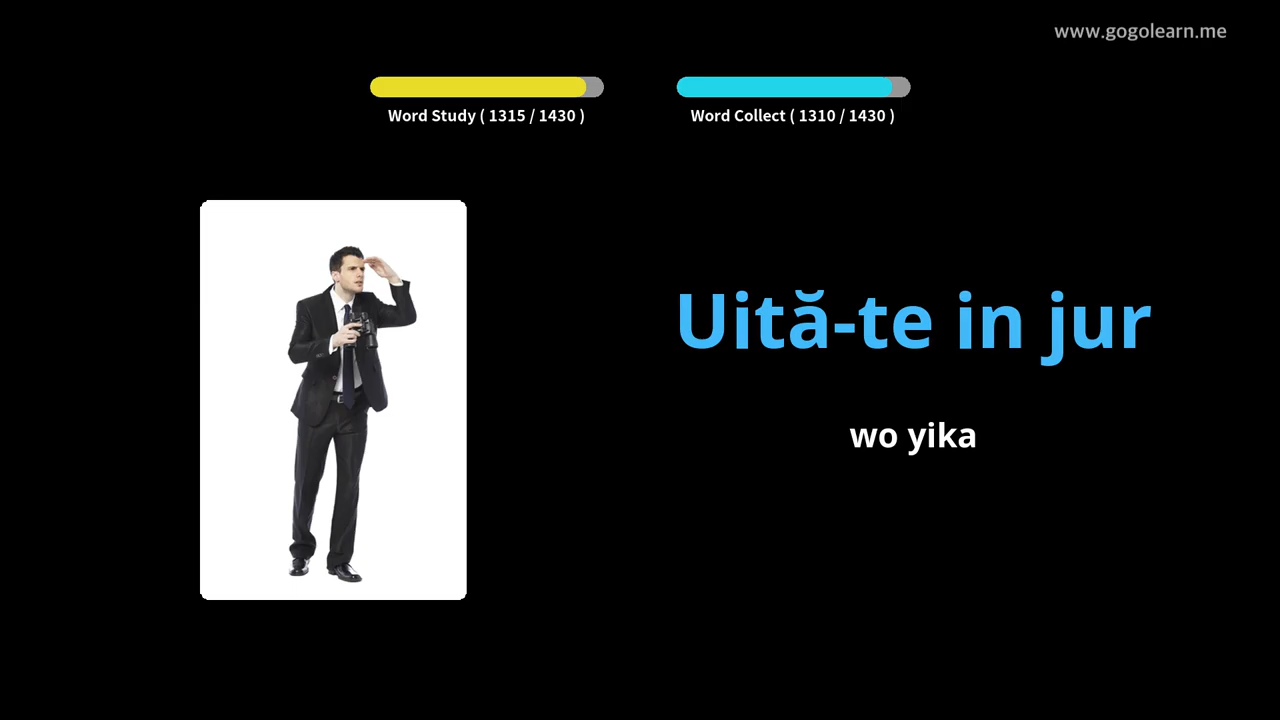 www.gogolearn.me
Word Study ( 1315 / 1430 )
Word Collect ( 1310 / 1430 )
Uită-te in jur
wo yika